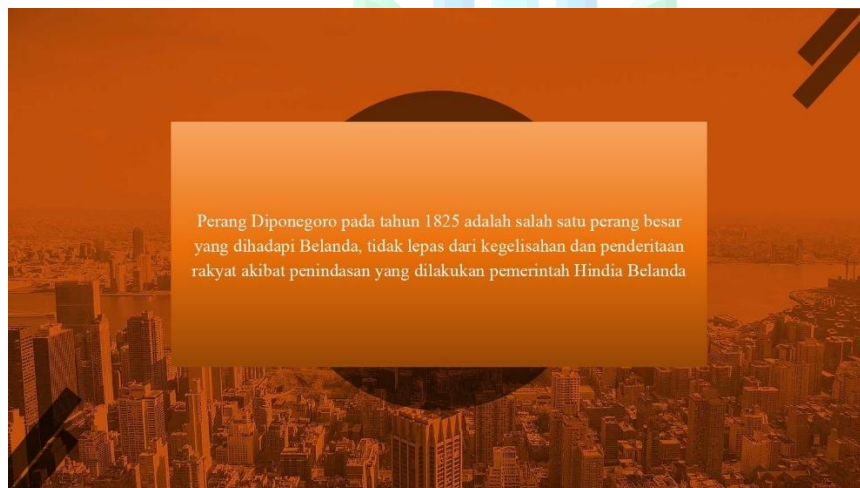 Perang Diponegoro pada tahun 1825 adalah salah satu perang besar
yang dihadapi Belanda, tidak lepas dari kegelisahan dan penderitaan
rakyat akibat penindasan yang dilakukan pemerintah Hindia Belanda